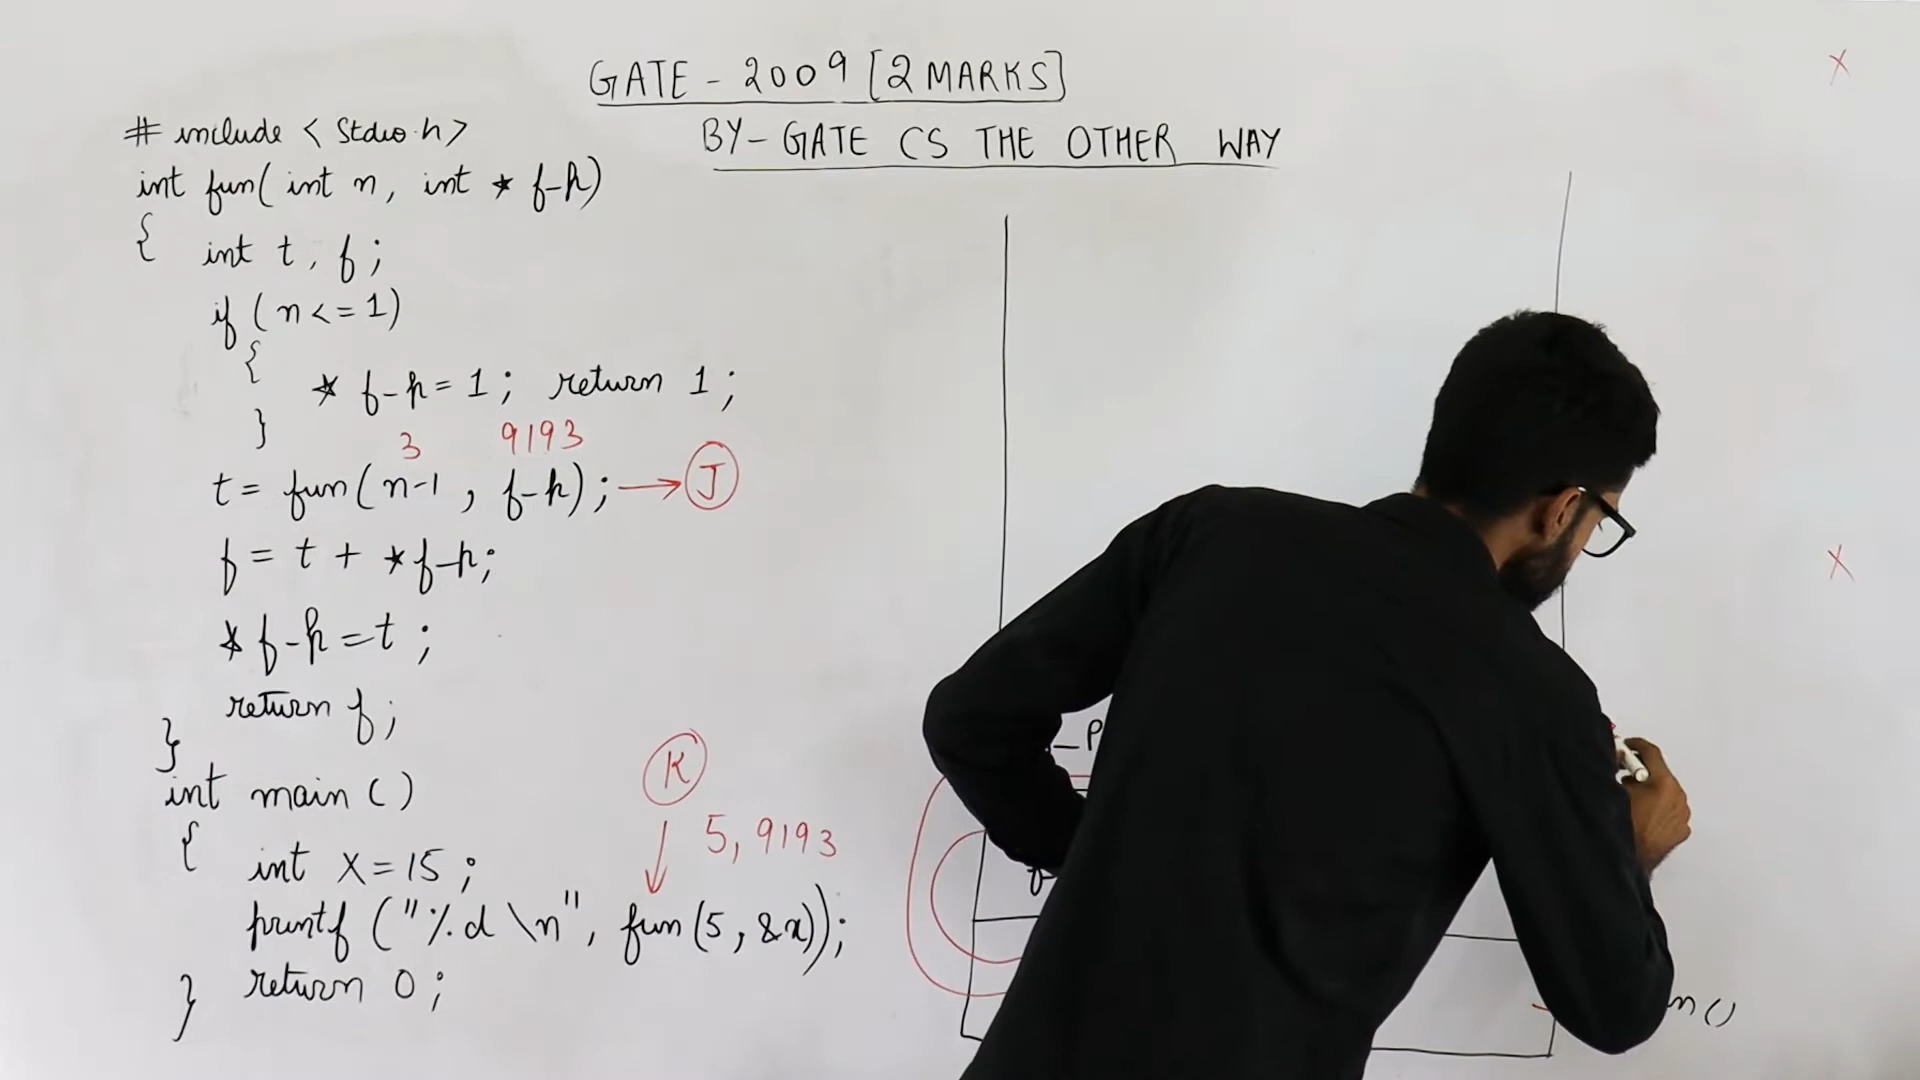 GATE - 2009 [2 MARKS]
BY- GATE CS THE OTHER WAY
# include < Stdio.h>
int fun( int n, int * f-p)
{ int t, f;
if ( n <= 1)
{
* f-p = 1; return 1;
}
3 9193
t = fun( n-1 , f-p); → J
f = t + *f-p;
* f-p = t ;
return f;
}
int main ( )
K
{ int X = 15 ;
5, 9193
printf ("%d \n", fun (5, &x));
} return 0 ;
X
X
_P
f
n ()